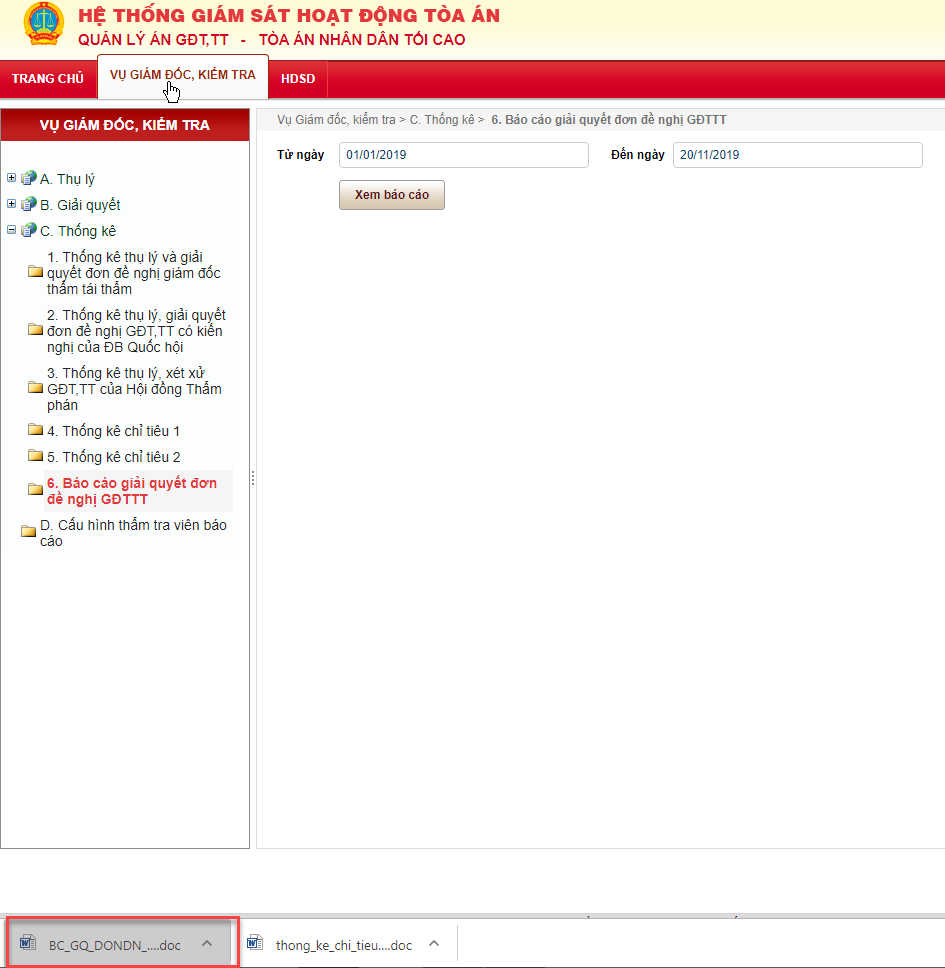 HỆ THỐNG GIÁM SÁT HOẠT ĐỘNG TÒA ÁN
QUẢN LÝ ÁN GĐT,TT - TÒA ÁN NHÂN DÂN TỐI CAO
TRANG CHỦ
VỤ GIÁM ĐỐC, KIỂM TRA
HDSD
VỤ GIÁM ĐỐC, KIỂM TRA
A. Thụ lý
B. Giải quyết
C. Thống kê
1. Thống kê thụ lý và giải
quyết đơn đề nghị giám đốc
thẩm tái thẩm
2. Thống kê thụ lý, giải quyết
đơn đề nghị GĐT,TT có kiến
nghị của ĐB Quốc hội
3. Thống kê thụ lý, xét xử
GĐT,TT của Hội đồng Thẩm
phán
4. Thống kê chỉ tiêu 1
5. Thống kê chỉ tiêu 2
6. Báo cáo giải quyết đơn
đề nghị GĐTTT
D. Cấu hình thẩm tra viên báo
cáo
Vụ Giám đốc, kiểm tra > C. Thống kê > 6. Báo cáo giải quyết đơn đề nghị GĐTTT
Từ ngày 01/01/2019 Đến ngày 20/11/2019
Xem báo cáo
BC_GQ_DONDN_....doc
thong_ke_chi_tieu....doc